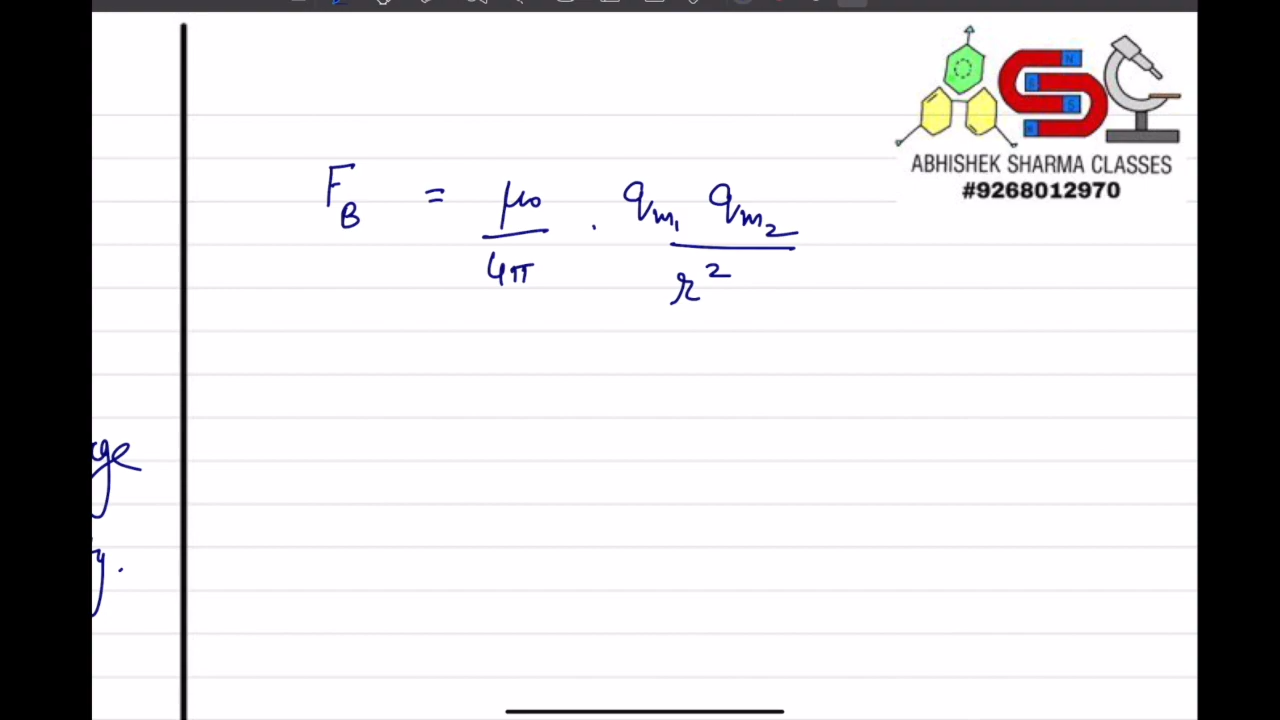 ABHISHEK SHARMA CLASSES
#9268012970
F_B = μ₀/4π . q_m₁ q_m₂/r²